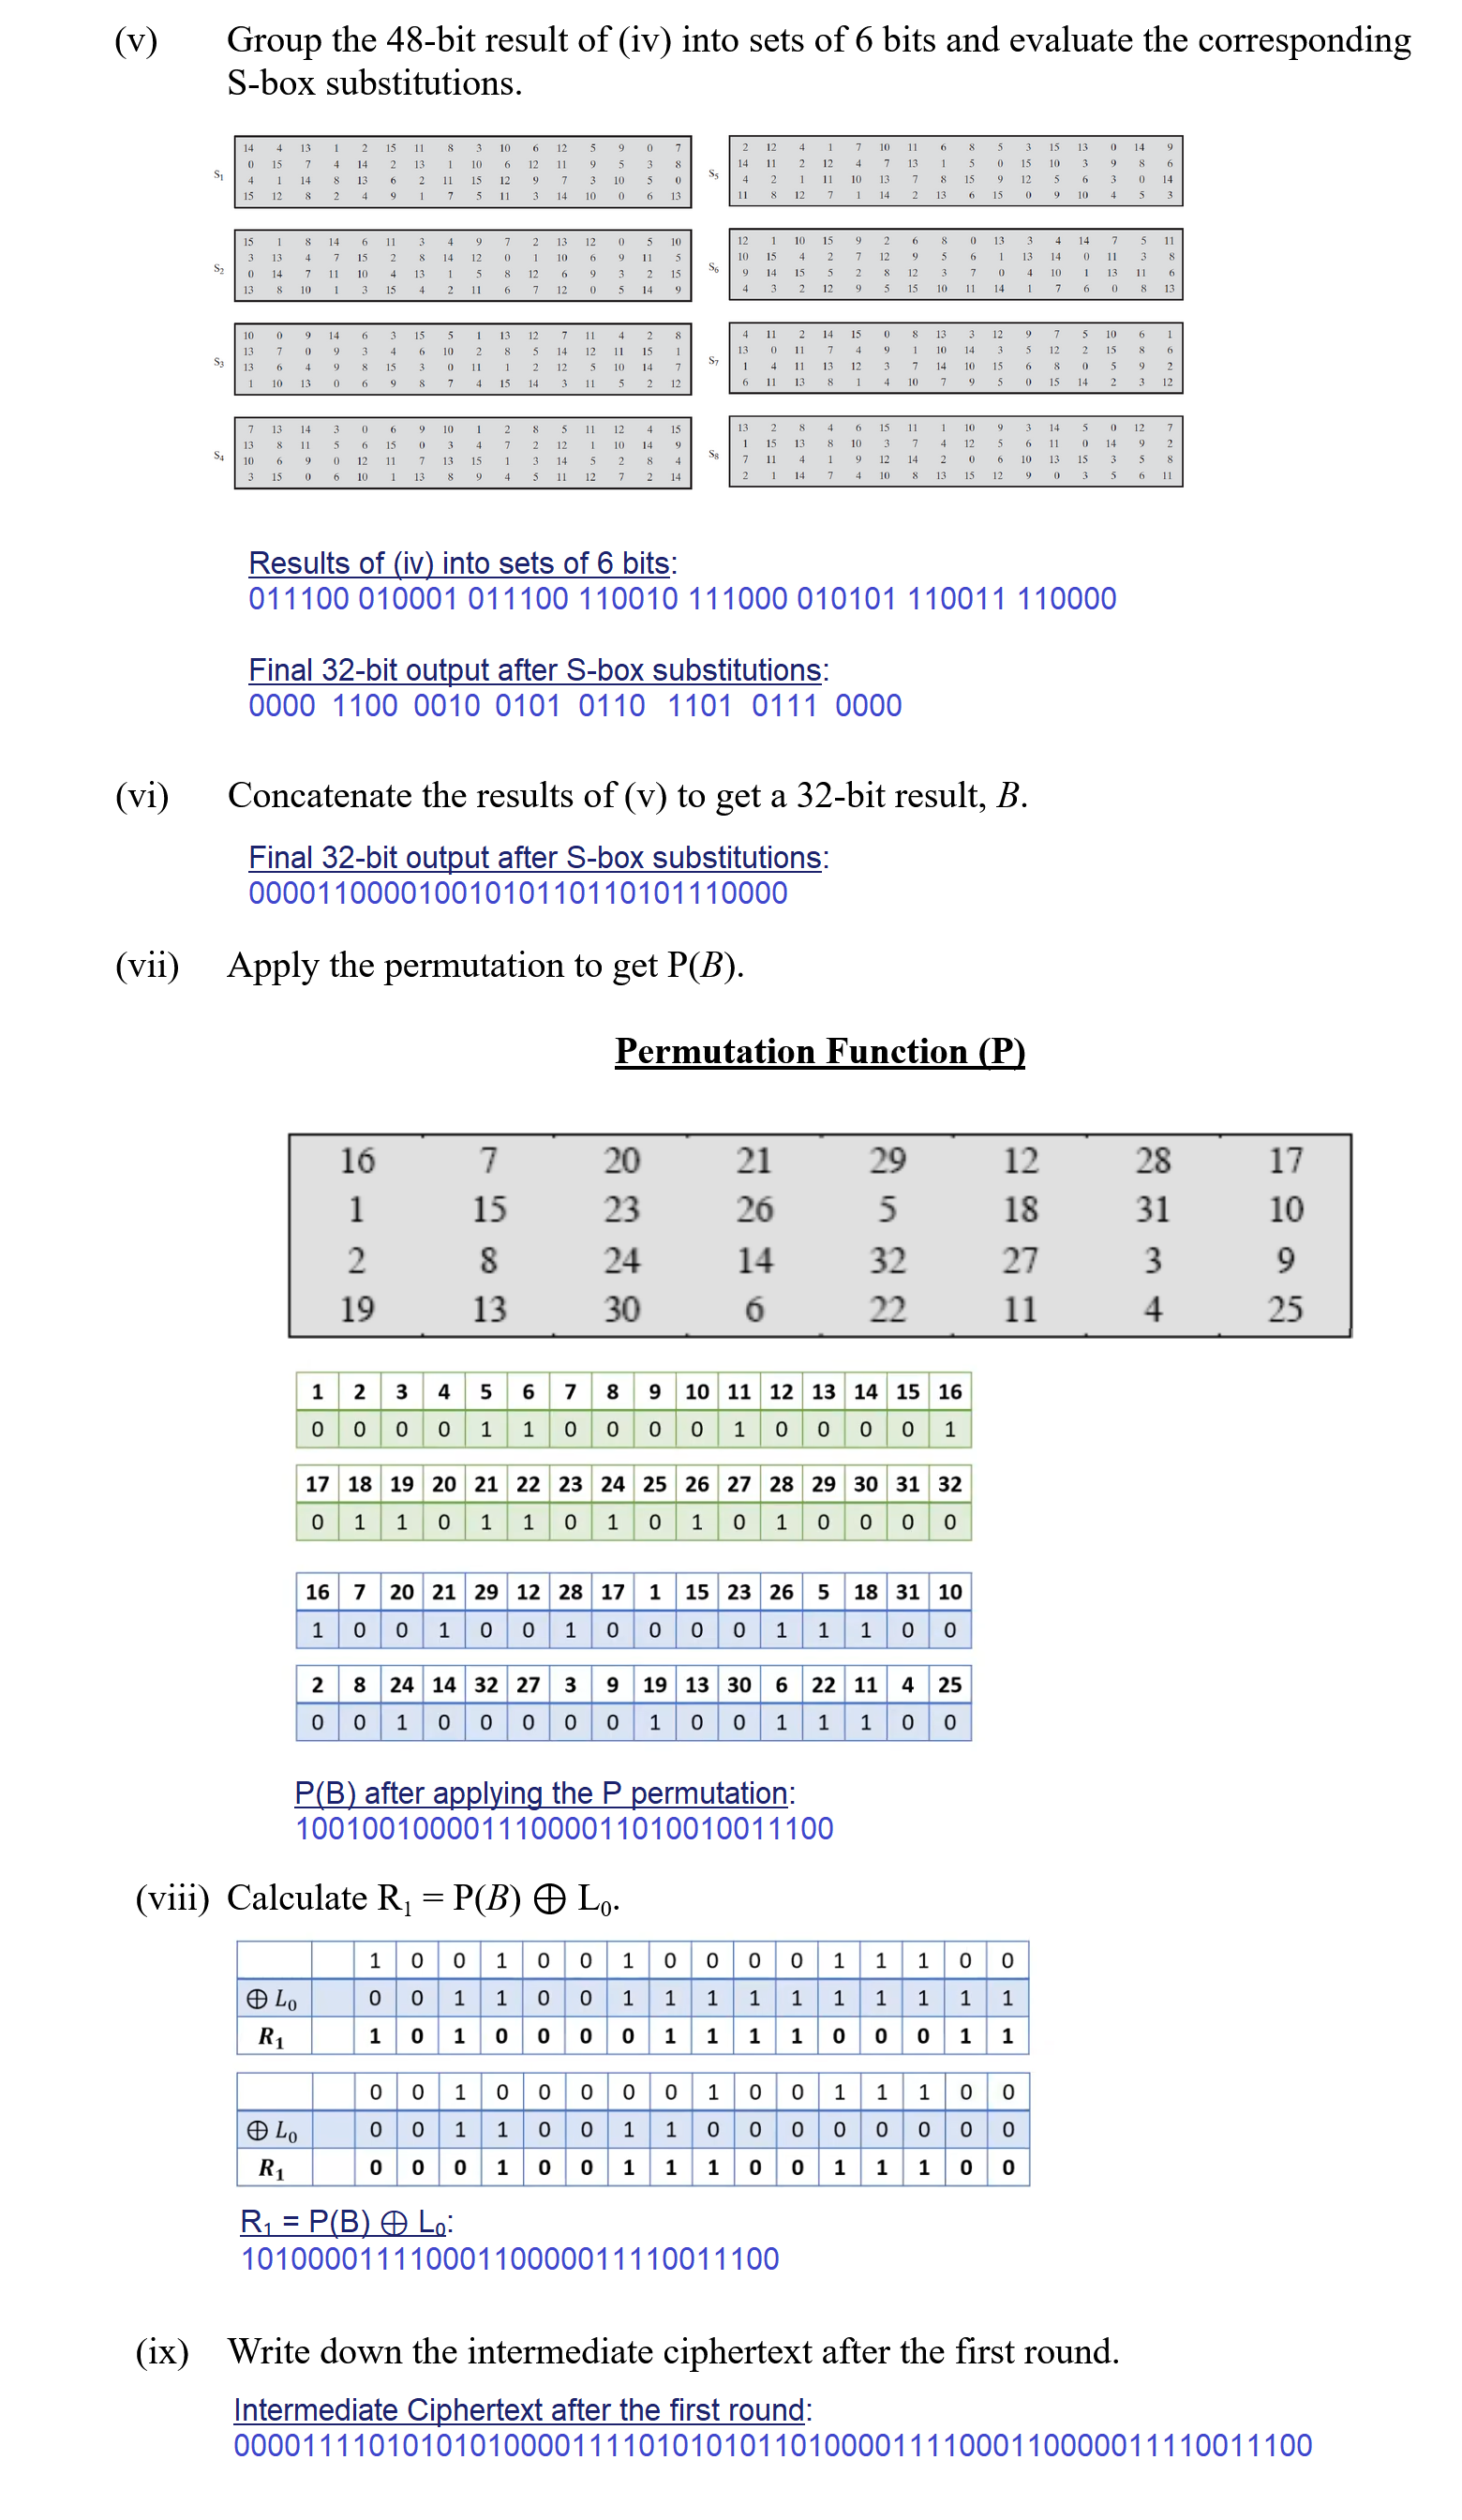 (v) Group the 48-bit result of (iv) into sets of 6 bits and evaluate the corresponding
S-box substitutions.
S1
14 4 13 1 2 15 11 8 3 10 6 12 5 9 0 7
0 15 7 4 14 2 13 1 10 6 12 11 9 5 3 8
4 1 14 8 13 6 2 11 15 12 9 7 3 10 5 0
15 12 8 2 4 9 1 7 5 11 3 14 10 0 6 13
S2
15 1 8 14 6 11 3 4 9 7 2 13 12 0 5 10
3 13 4 7 15 2 8 14 12 0 1 10 6 9 11 5
0 14 7 11 10 4 13 1 5 8 12 6 9 3 2 15
13 8 10 1 3 15 4 2 11 6 7 12 0 5 14 9
S3
10 0 9 14 6 3 15 5 1 13 12 7 11 4 2 8
13 7 0 9 3 4 6 10 2 8 5 14 12 11 15 1
13 6 4 9 8 15 3 0 11 1 2 12 5 10 14 7
1 10 13 0 6 9 8 7 4 15 14 3 11 5 2 12
S4
7 13 14 3 0 6 9 10 1 2 8 5 11 12 4 15
13 8 11 5 6 15 0 3 4 7 2 12 1 10 14 9
10 6 9 0 12 11 7 13 15 1 3 14 5 2 8 4
3 15 0 6 10 1 13 8 9 4 5 11 12 7 2 14
S5
2 12 4 1 7 10 11 6 8 5 3 15 13 0 14 9
14 11 2 12 4 7 13 1 5 0 15 10 3 9 8 6
4 2 1 11 10 13 7 8 15 9 12 5 6 3 0 14
11 8 12 7 1 14 2 13 6 15 0 9 10 4 5 3
S6
12 1 10 15 9 2 6 8 0 13 3 4 14 7 5 11
10 15 4 2 7 12 9 5 6 1 13 14 0 11 3 8
9 14 15 5 2 8 12 3 7 0 4 10 1 13 11 6
4 3 2 12 9 5 15 10 11 14 1 7 6 0 8 13
S7
4 11 2 14 15 0 8 13 3 12 9 7 5 10 6 1
13 0 11 7 4 9 1 10 14 3 5 12 2 15 8 6
1 4 11 13 12 3 7 14 10 15 6 8 0 5 9 2
6 11 13 8 1 4 10 7 9 5 0 15 14 2 3 12
S8
13 2 8 4 6 15 11 1 10 9 3 14 5 0 12 7
1 15 13 8 10 3 7 4 12 5 6 11 0 14 9 2
7 11 4 1 9 12 14 2 0 6 10 13 15 3 5 8
2 1 14 7 4 10 8 13 15 12 9 0 3 5 6 11
Results of (iv) into sets of 6 bits:
011100 010001 011100 110010 111000 010101 110011 110000
Final 32-bit output after S-box substitutions:
0000 1100 0010 0101 0110 1101 0111 0000
(vi) Concatenate the results of (v) to get a 32-bit result, B.
Final 32-bit output after S-box substitutions:
00001100001001010110110101110000
(vii) Apply the permutation to get P(B).
Permutation Function (P)
16 7 20 21 29 12 28 17
1 15 23 26 5 18 31 10
2 8 24 14 32 27 3 9
19 13 30 6 22 11 4 25
1 2 3 4 5 6 7 8 9 10 11 12 13 14 15 16
0 0 0 0 1 1 0 0 0 0 1 0 0 0 0 1
17 18 19 20 21 22 23 24 25 26 27 28 29 30 31 32
0 1 1 0 1 1 0 1 0 1 0 1 0 0 0 0
16 7 20 21 29 12 28 17 1 15 23 26 5 18 31 10
1 0 0 1 0 0 1 0 0 0 0 1 1 1 0 0
2 8 24 14 32 27 3 9 19 13 30 6 22 11 4 25
0 0 1 0 0 0 0 0 1 0 0 1 1 1 0 0
P(B) after applying the P permutation:
10010010000111000011010010011100
(viii) Calculate R1 = P(B) ⊕ L0.
1 0 0 1 0 0 1 0 0 0 0 1 1 1 0 0
⊕ L0 0 0 1 1 0 0 1 1 1 1 1 1 1 1 1 1
R1 1 0 1 0 0 0 0 1 1 1 1 0 0 0 1 1
0 0 1 0 0 0 0 0 1 0 0 1 1 1 0 0
⊕ L0 0 0 1 1 0 0 1 1 0 0 0 0 0 0 0 0
R1 0 0 0 1 0 0 1 1 1 0 0 1 1 1 0 0
R1 = P(B) ⊕ L0:
10100001111000110000011110011100
(ix) Write down the intermediate ciphertext after the first round.
Intermediate Ciphertext after the first round:
0000111101010101000011110101010110100001111000110000011110011100